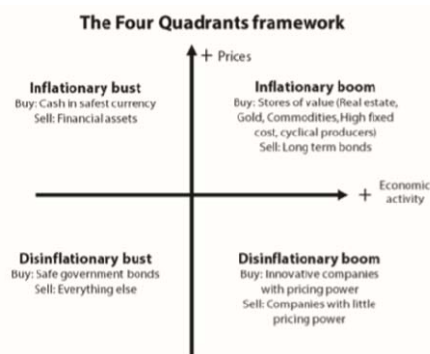 The Four Quadrants framework
+ Prices
Inflationary bust
Buy: Cash in safest currency
Sell: Financial assets
Inflationary boom
Buy: Stores of value (Real estate,
Gold, Commodities, High fixed
cost, cyclical producers)
Sell: Long term bonds
+ Economic
activity
Disinflationary bust
Buy: Safe government bonds
Sell: Everything else
Disinflationary boom
Buy: Innovative companies
with pricing power
Sell: Companies with little
pricing power